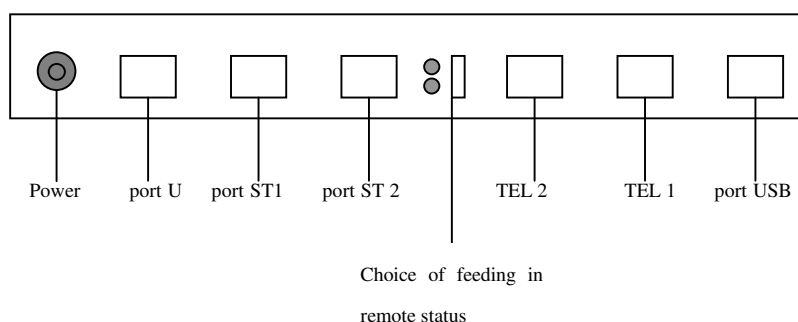 Power port U port ST1 port ST 2 TEL 2 TEL 1 port USB
Choice of feeding in
remote status